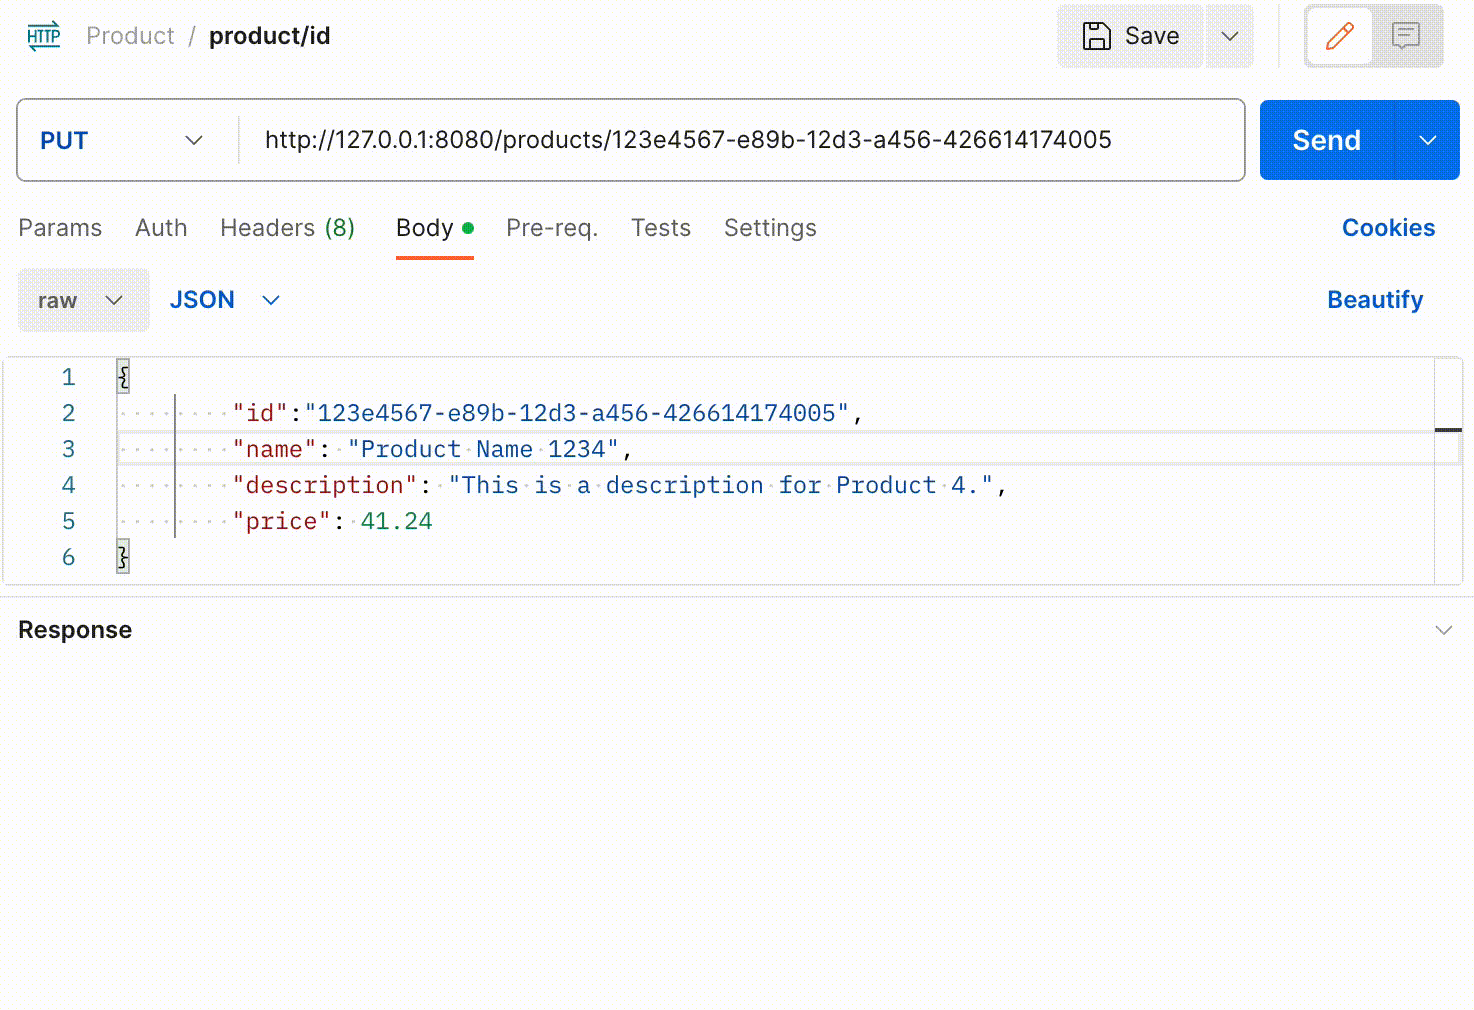 HTTP Product / product/id Save
PUT http://127.0.0.1:8080/products/123e4567-e89b-12d3-a456-426614174005 Send
Params Auth Headers (8) Body Pre-req. Tests Settings Cookies
raw JSON Beautify
1 {
2 "id":"123e4567-e89b-12d3-a456-426614174005",
3 "name": "Product Name 1234",
4 "description": "This is a description for Product 4.",
5 "price": 41.24
6 }
Response